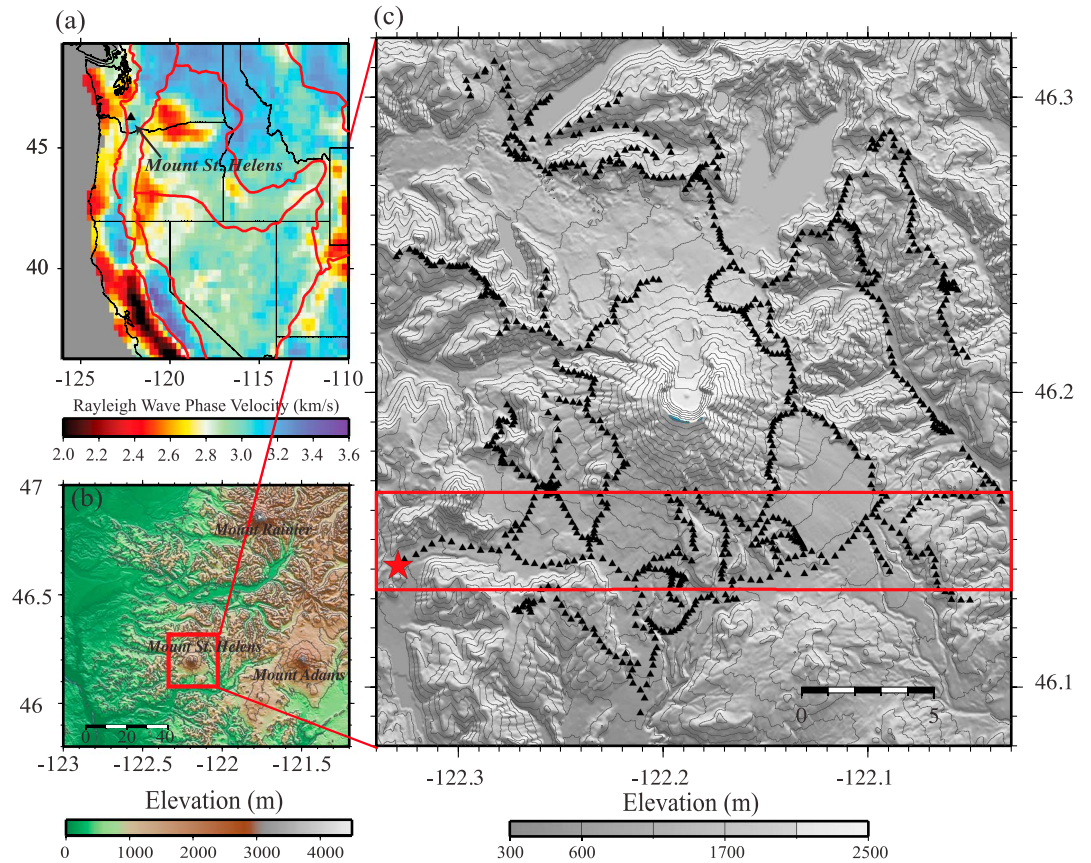 (a)
45
40
Mount St. Helens
-125
-120
-115
-110
Rayleigh Wave Phase Velocity (km/s)
2.0 2.2 2.4 2.6 2.8 3.0 3.2 3.4 3.6
(b)
47
46.5
46
Mount Rainier
Mount St. Helens
Mount Adams
0 20 40
-123
-122.5
-122
-121.5
Elevation (m)
0 1000 2000 3000 4000
(c)
46.3
46.2
46.1
0 5
-122.3
-122.2
-122.1
Elevation (m)
300 600 1700 2500